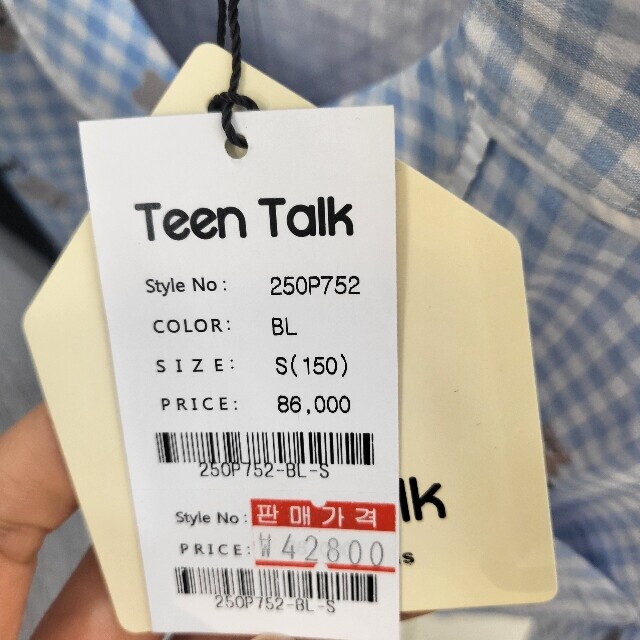 Teen Talk
Style No: 250P752
COLOR: BL
SIZE: S(150)
PRICE: 86,000
250P752-BL-S
Style No: 판매가격
PRICE: ₩42800
250P752-BL-S
lk
s